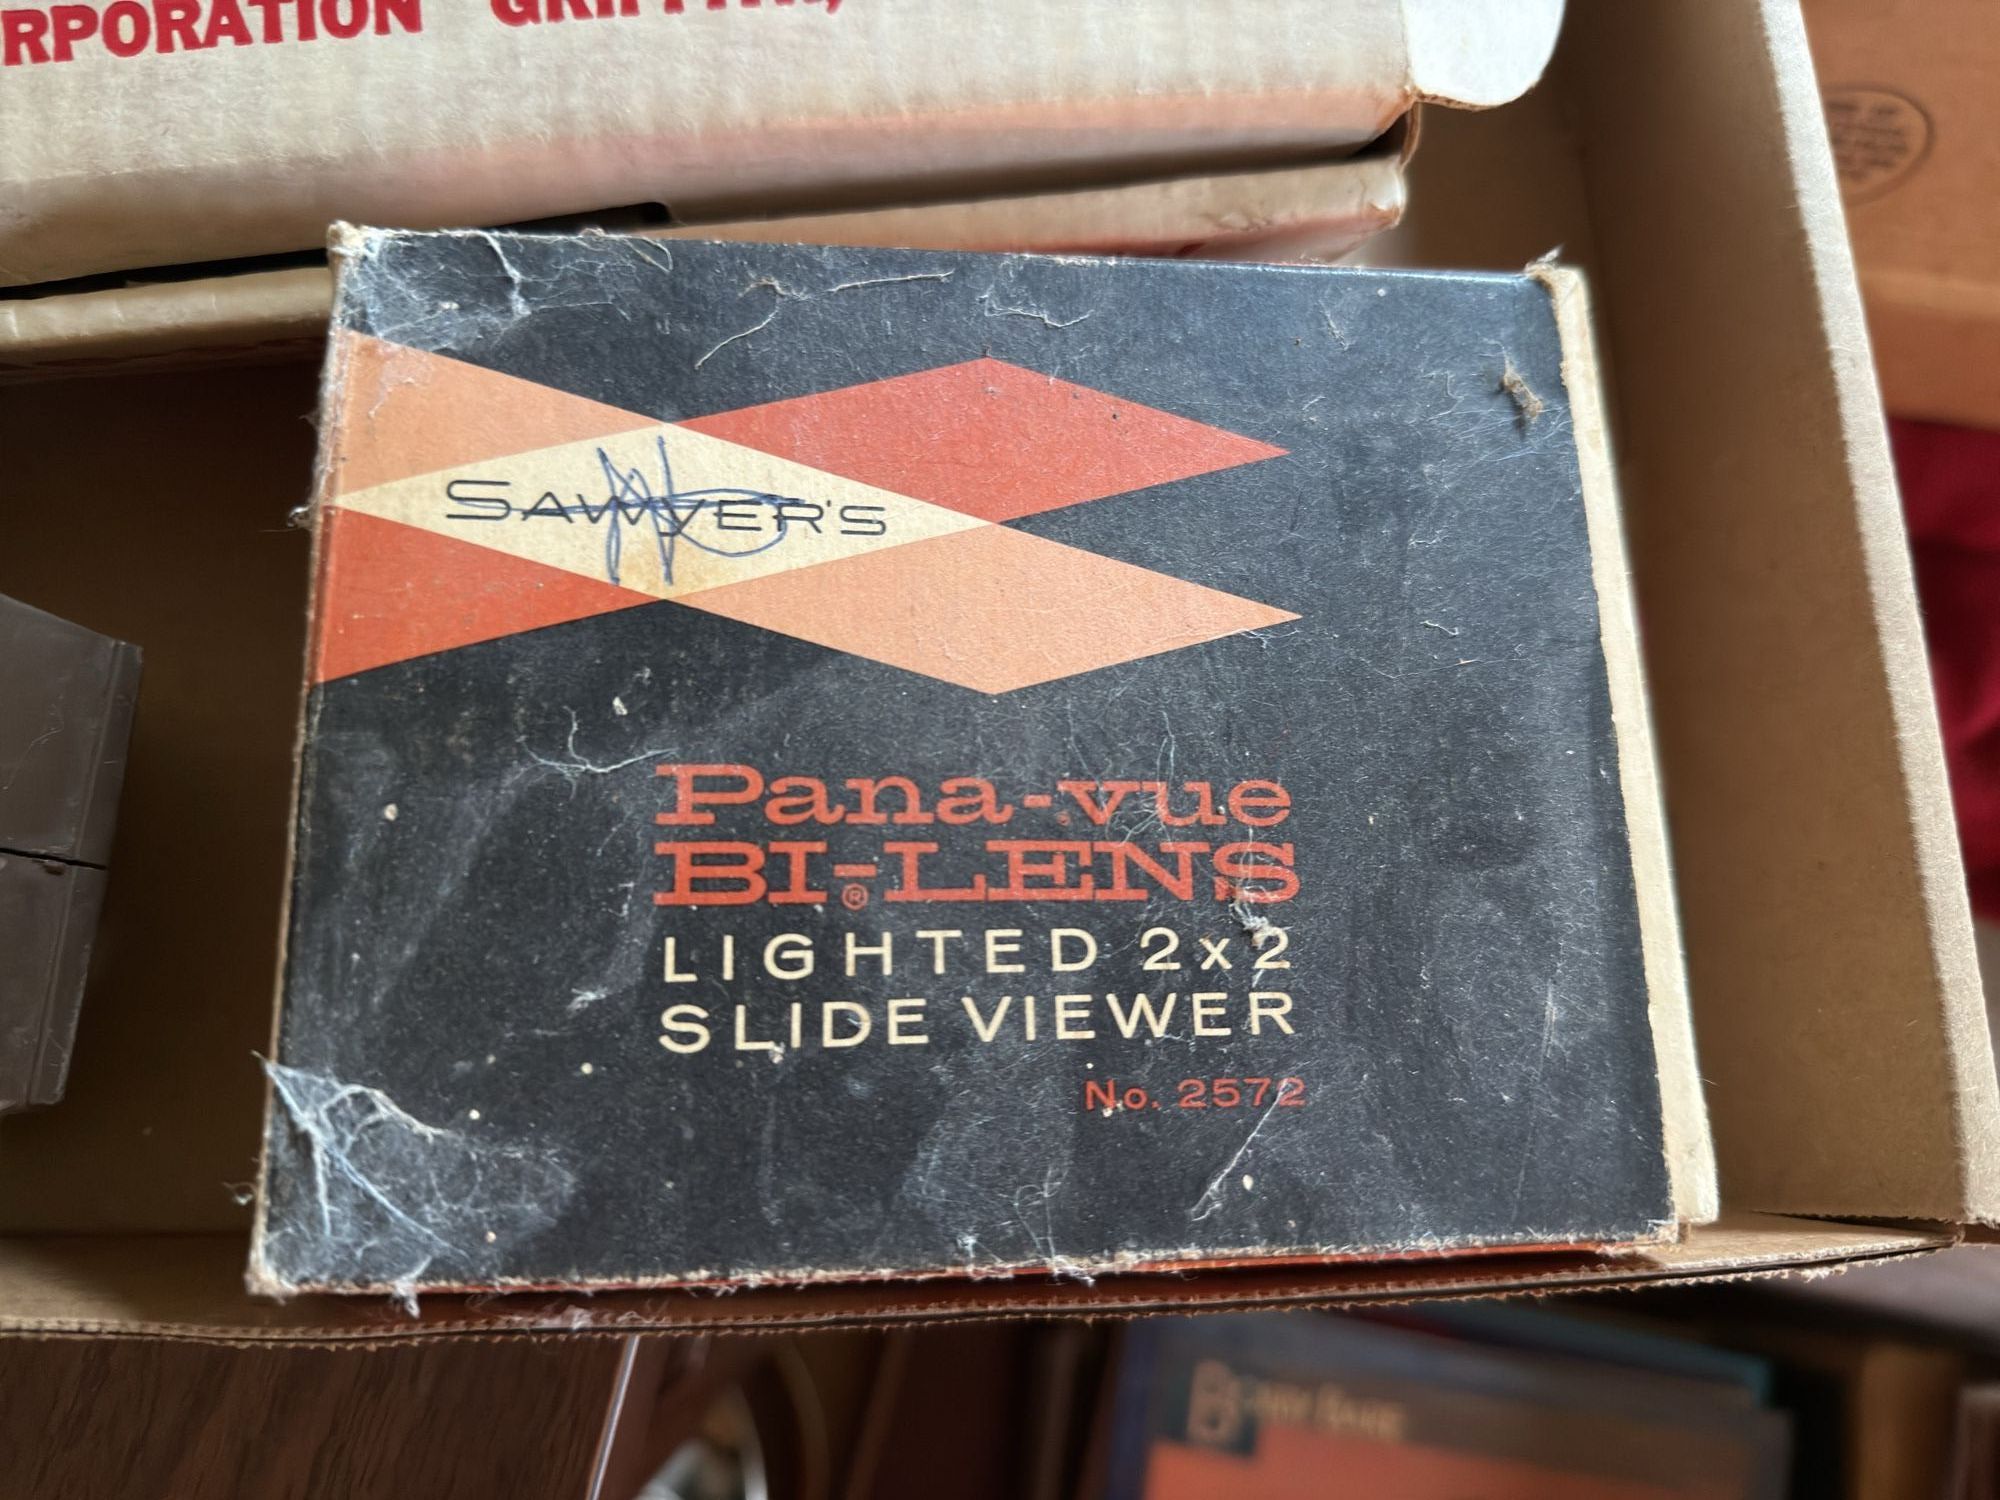 RPORATION
SAWYER'S
Pana-vue
BI-LENS
®
LIGHTED 2x2
SLIDE VIEWER
No. 2572